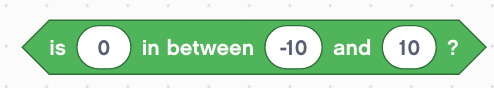 is 0 in between -10 and 10 ?